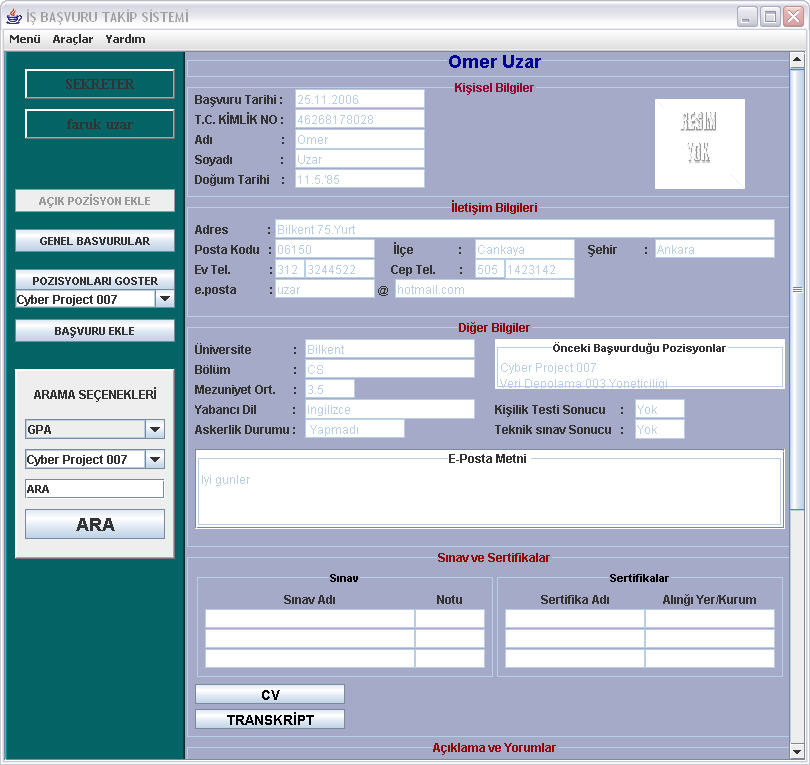 İŞ BAŞVURU TAKİP SİSTEMİ
Menü Araçlar Yardım
SEKRETER
faruk uzar
AÇIK POZİSYON EKLE
GENEL BASVURULAR
POZISYONLARI GOSTER
Cyber Project 007
BAŞVURU EKLE
ARAMA SEÇENEKLERİ
GPA
Cyber Project 007
ARA
ARA
Omer Uzar
Kişisel Bilgiler
Başvuru Tarihi : 25.11.2006
T.C. KİMLİK NO : 46268178028
Adı : Omer
Soyadı : Uzar
Doğum Tarihi : 11.5.'85
RESIM
YOK
İletişim Bilgileri
Adres : Bilkent 75.Yurt
Posta Kodu : 06150 İlçe : Cankaya Şehir : Ankara
Ev Tel. : 312 3244522 Cep Tel. : 505 1423142
e.posta : uzar @ hotmail.com
Diğer Bilgiler
Üniversite : Bilkent
Bölüm : CS
Mezuniyet Ort. : 3.5
Yabancı Dil : Ingilizce
Askerlik Durumu : Yapmadı
Önceki Başvurduğu Pozisyonlar
Cyber Project 007
Veri Depolama 003 Yoneticiligi
Kişilik Testi Sonucu : Yok
Teknik sınav Sonucu : Yok
E-Posta Metni
Iyi gunler
Sınav ve Sertifikalar
Sınav
Sınav Adı Notu
Sertifikalar
Sertifika Adı Alınğı Yer/Kurum
CV
TRANSKRİPT
Açıklama ve Yorumlar